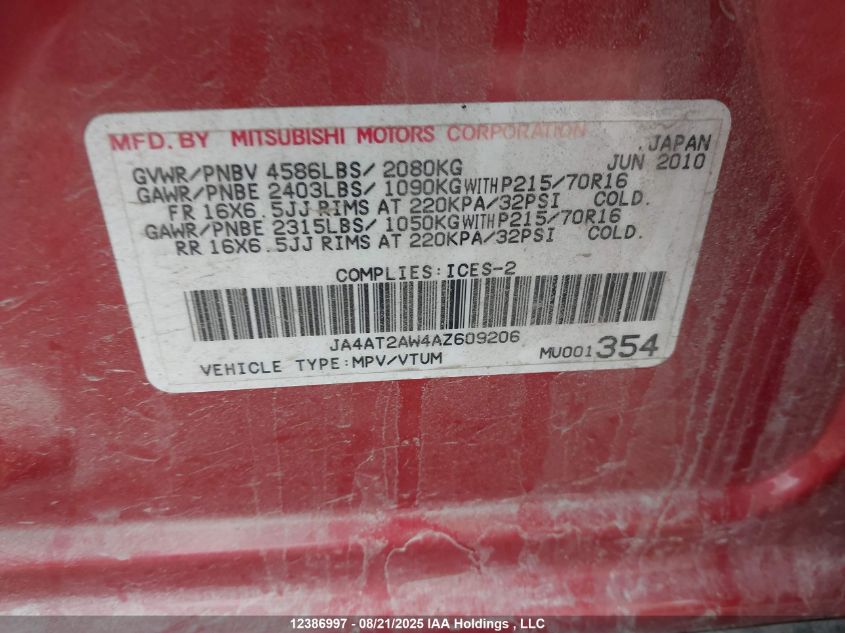 MFD. BY MITSUBISHI MOTORS CORPORATION JAPAN
GVWR/PNBV 4586LBS/ 2080KG JUN 2010
GAWR/PNBE 2403LBS/ 1090KG WITH P215/70R16
FR 16X6.5JJ RIMS AT 220KPA/32PSI COLD.
GAWR/PNBE 2315LBS/ 1050KG WITH P215/70R16
RR 16X6.5JJ RIMS AT 220KPA/32PSI COLD.
COMPLIES:ICES-2
JA4AT2AW4AZ609206
VEHICLE TYPE:MPV/VTUM MU001354
12386997 - 08/21/2025 IAA Holdings , LLC